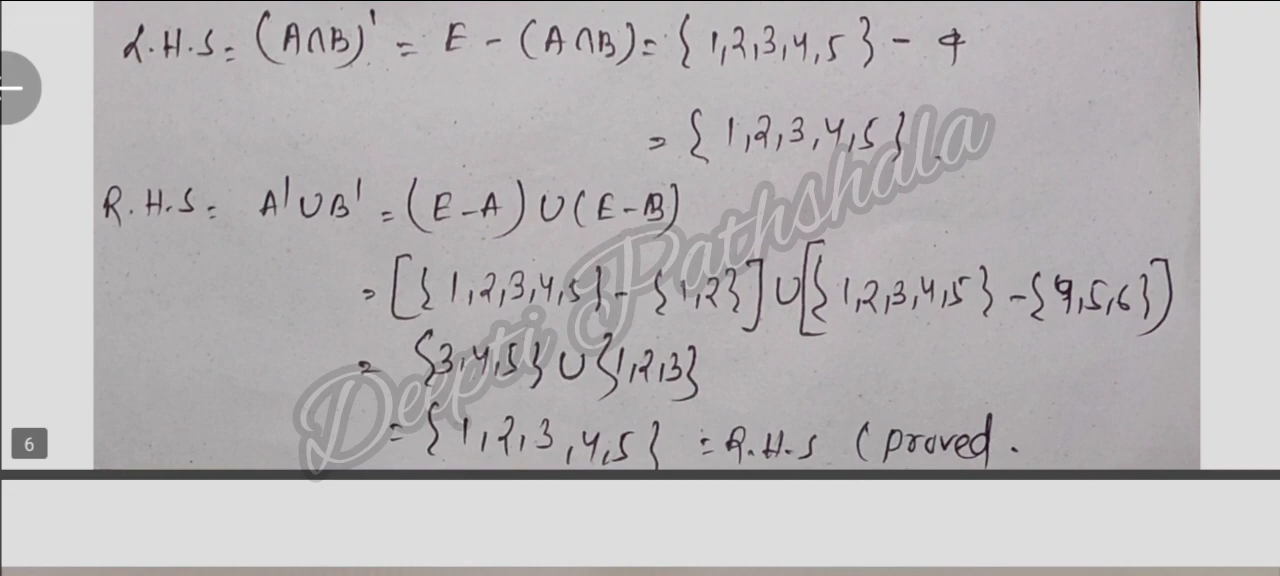 L.H.S = (A∩B)' = E - (A∩B) = { 1,2,3,4,5 } - φ
= { 1,2,3,4,5 }
R.H.S = A'∪B' = (E-A) ∪ (E-B)
= [{ 1,2,3,4,5 } - { 1,2 }] ∪ [{ 1,2,3,4,5 } - {4,5,6}]
= {3,4,5} ∪ {1,2,3}
= { 1,2,3,4,5 } = R.H.S (proved.
Deepti Pathshala
6